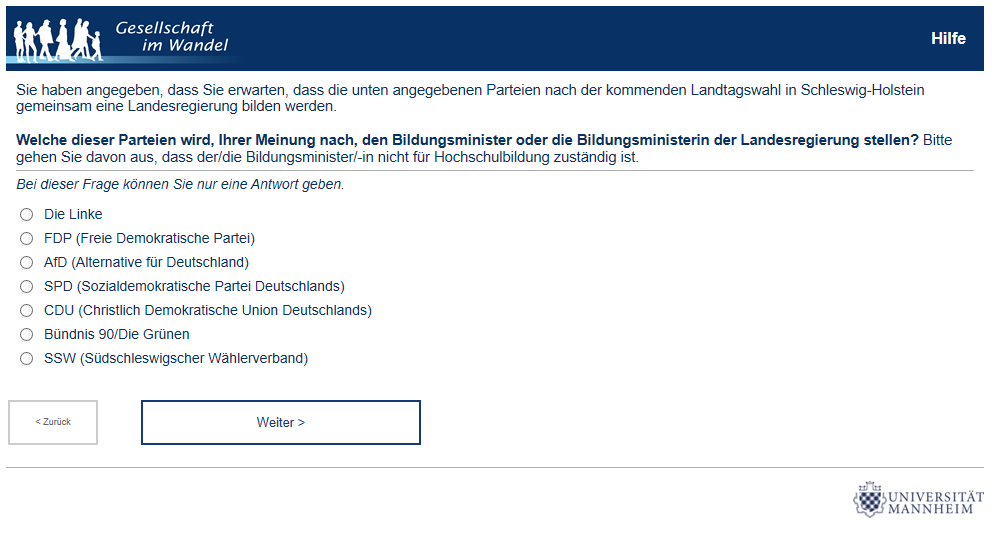 Gesellschaft
im Wandel
Hilfe
Sie haben angegeben, dass Sie erwarten, dass die unten angegebenen Parteien nach der kommenden Landtagswahl in Schleswig-Holstein
gemeinsam eine Landesregierung bilden werden.
Welche dieser Parteien wird, Ihrer Meinung nach, den Bildungsminister oder die Bildungsministerin der Landesregierung stellen? Bitte
gehen Sie davon aus, dass der/die Bildungsminister/-in nicht für Hochschulbildung zuständig ist.
Bei dieser Frage können Sie nur eine Antwort geben.
Die Linke
FDP (Freie Demokratische Partei)
AfD (Alternative für Deutschland)
SPD (Sozialdemokratische Partei Deutschlands)
CDU (Christlich Demokratische Union Deutschlands)
Bündnis 90/Die Grünen
SSW (Südschleswigscher Wählerverband)
< Zurück
Weiter >
UNIVERSITÄT
MANNHEIM